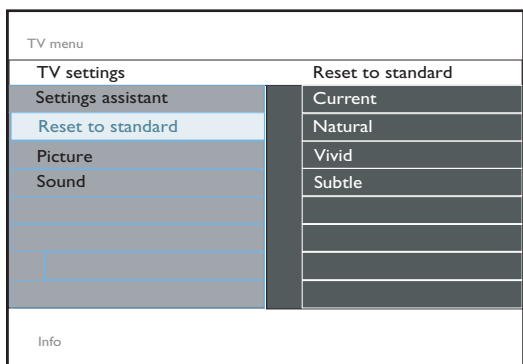 TV menu
TV settings
Reset to standard
Settings assistant
Current
Reset to standard
Natural
Picture
Vivid
Sound
Subtle
Info